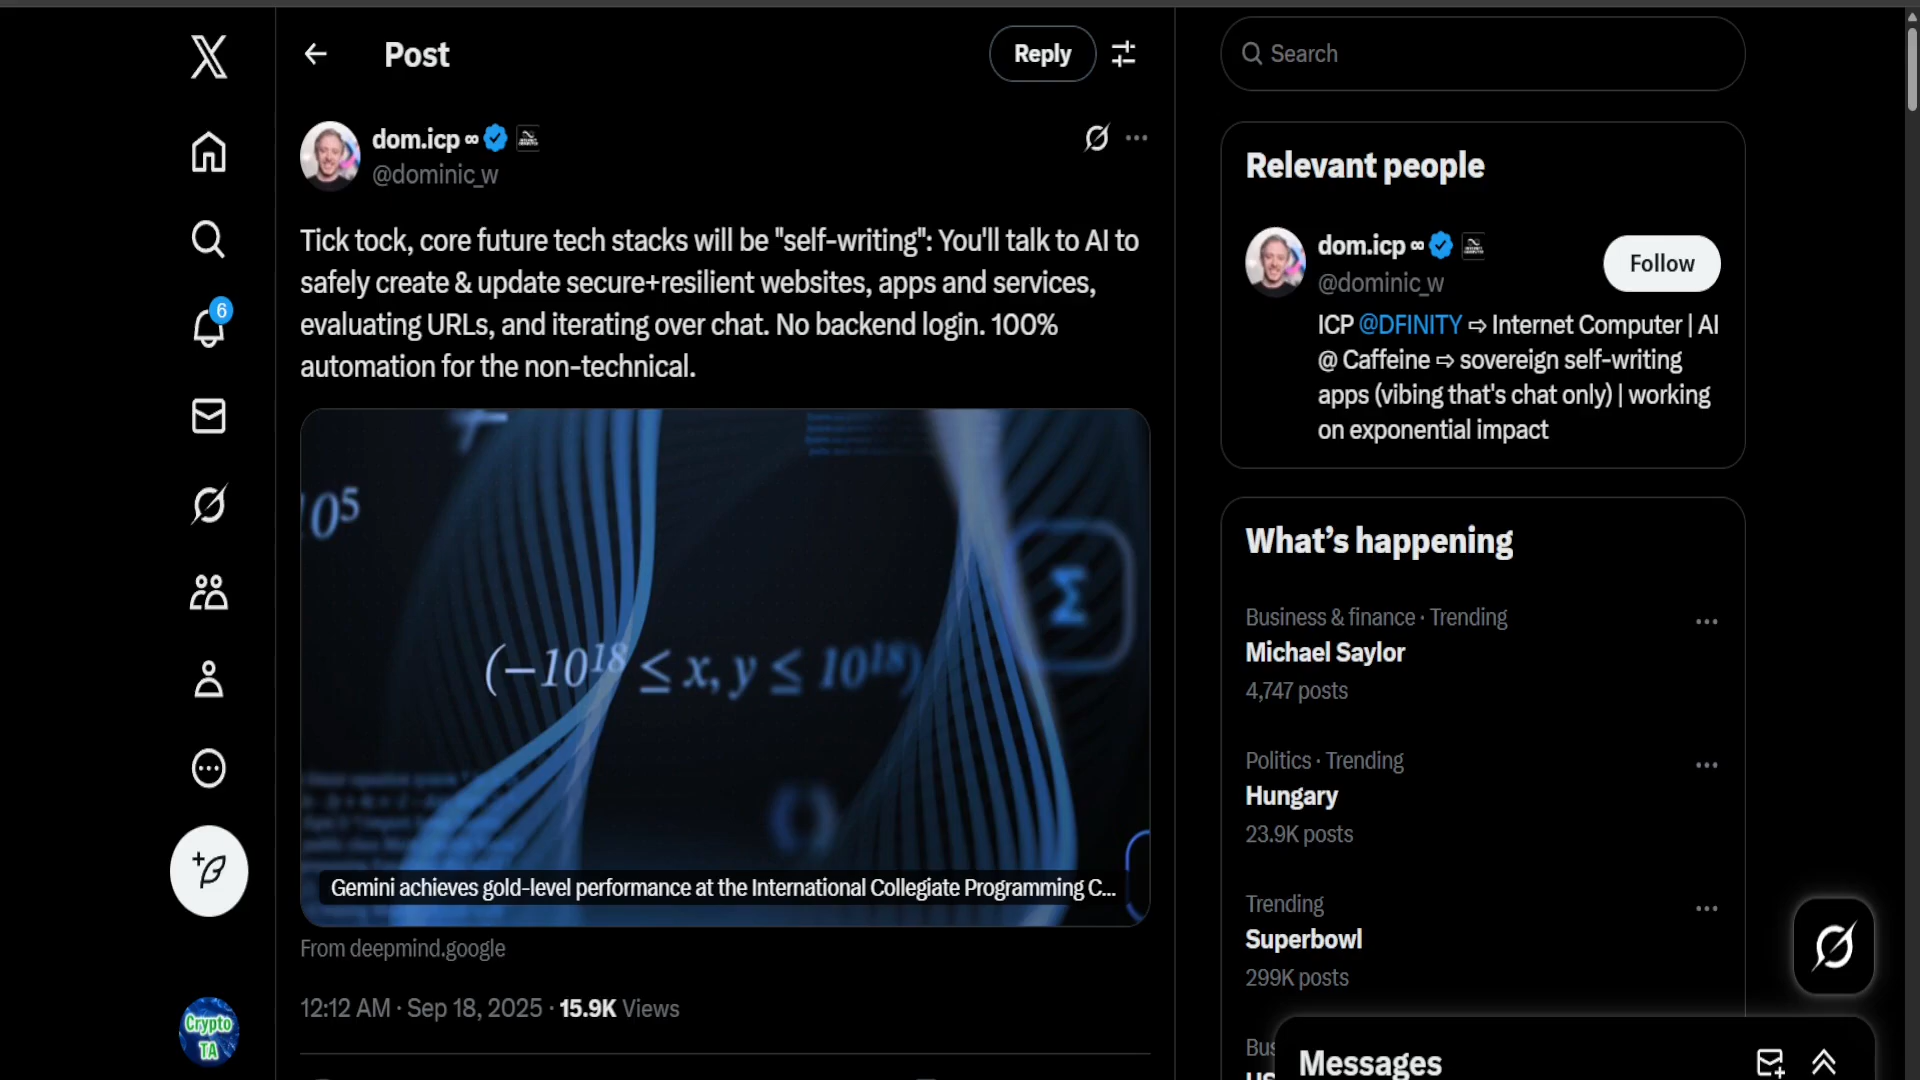 Post
Reply
dom.icp ∞
@dominic_w
Tick tock, core future tech stacks will be "self-writing": You'll talk to AI to
safely create & update secure+resilient websites, apps and services,
evaluating URLs, and iterating over chat. No backend login. 100%
automation for the non-technical.
10⁵
Σ
(−10¹⁸ ≤ x, y ≤ 10¹⁸)
Gemini achieves gold-level performance at the International Collegiate Programming C...
From deepmind.google
12:12 AM · Sep 18, 2025 · 15.9K Views
6
Crypto
TA
Search
Relevant people
dom.icp ∞
@dominic_w
Follow
ICP @DFINITY ⇨ Internet Computer | AI
@ Caffeine ⇨ sovereign self-writing
apps (vibing that's chat only) | working
on exponential impact
What's happening
Business & finance · Trending
Michael Saylor
4,747 posts
Politics · Trending
Hungary
23.9K posts
Trending
Superbowl
299K posts
Messages